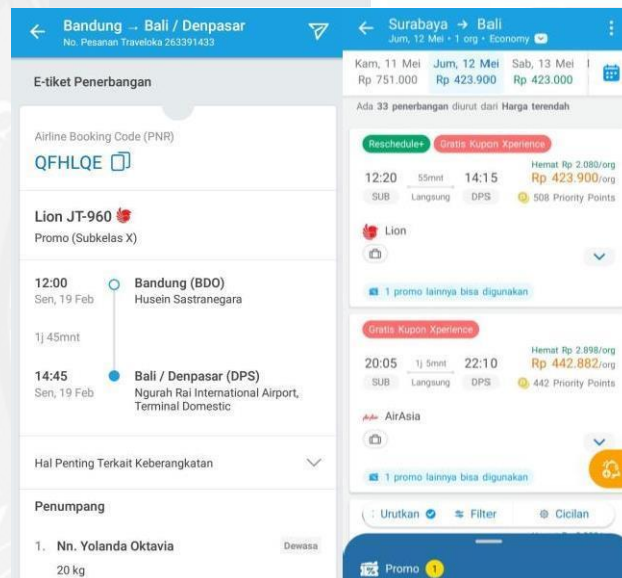 Bandung → Bali / Denpasar
No. Pesanan Traveloka 263391433
E-tiket Penerbangan
Airline Booking Code (PNR)
QFHLQE
Lion JT-960
Promo (Subkelas X)
12:00 Bandung (BDO)
Sen, 19 Feb Husein Sastranegara
1j 45mnt
14:45 Bali / Denpasar (DPS)
Sen, 19 Feb Ngurah Rai International Airport,
Terminal Domestic
Hal Penting Terkait Keberangkatan
Penumpang
1. Nn. Yolanda Oktavia Dewasa
20 kg
Surabaya → Bali
Jum, 12 Mei • 1 org • Economy
Kam, 11 Mei Jum, 12 Mei Sab, 13 Mei
Rp 751.000 Rp 423.900 Rp 423.000
Ada 33 penerbangan diurut dari Harga terendah
Reschedule+ Gratis Kupon Xperience
Hemat Rp 2.080/org
12:20 55mnt 14:15 Rp 423.900/org
SUB Langsung DPS 508 Priority Points
Lion
1 promo lainnya bisa digunakan
Gratis Kupon Xperience
Hemat Rp 2.898/org
20:05 1j 5mnt 22:10 Rp 442.882/org
SUB Langsung DPS 442 Priority Points
AirAsia
1 promo lainnya bisa digunakan
Urutkan Filter Cicilan
Promo 1